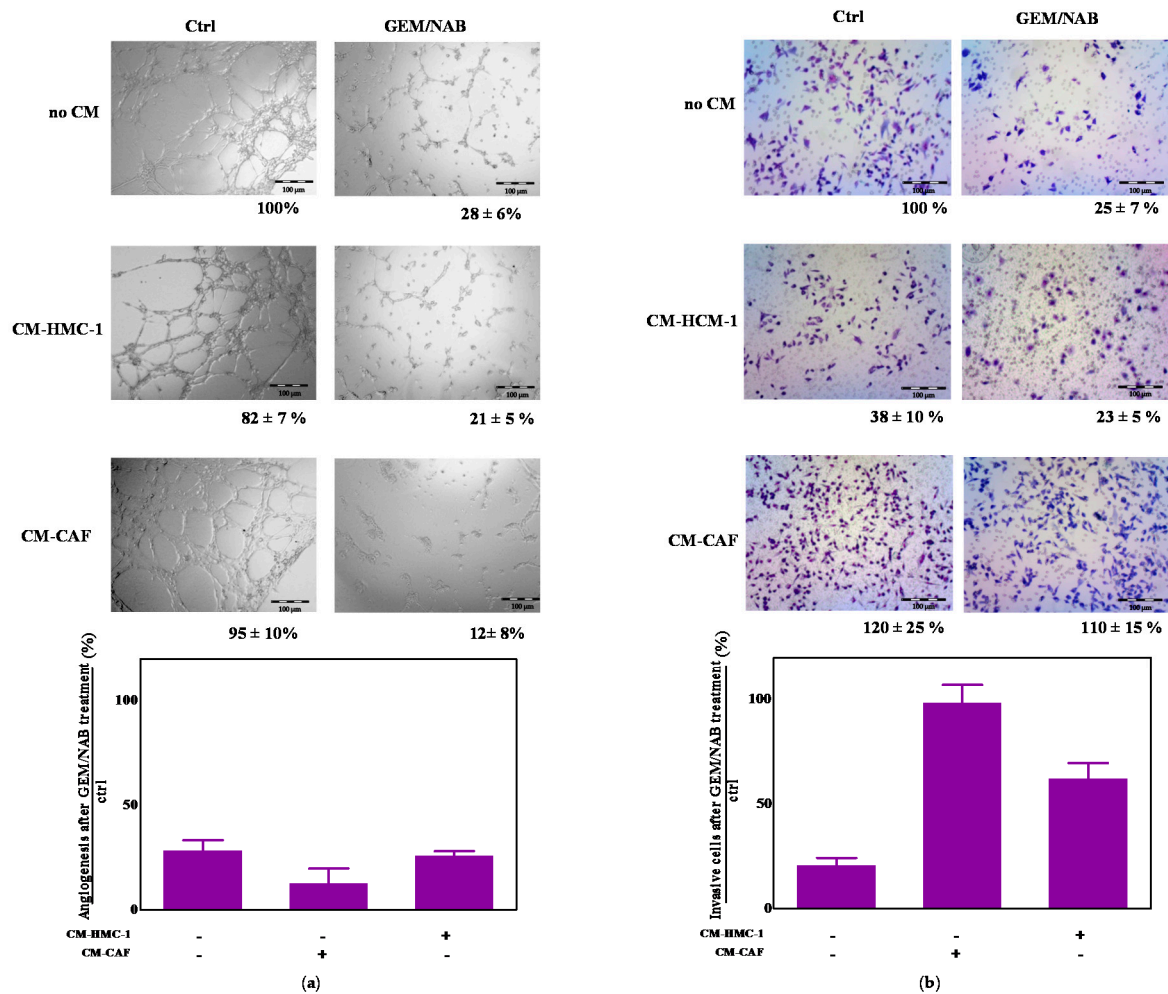 Ctrl
GEM/NAB
no CM
100 µm
100 µm
100%
28 ± 6%
CM-HMC-1
100 µm
100 µm
82 ± 7 %
21 ± 5 %
CM-CAF
100 µm
100 µm
95 ± 10%
12± 8%
Angiogenesis after GEM/NAB treatment (%)
ctrl
100
50
0
CM-HMC-1 - - +
CM-CAF - + -
(a)
Ctrl
GEM/NAB
no CM
100 µm
100 µm
100 %
25 ± 7 %
CM-HCM-1
100 µm
100 µm
38 ± 10 %
23 ± 5 %
CM-CAF
100 µm
100 µm
120 ± 25 %
110 ± 15 %
Invasive cells after GEM/NAB treatment (%)
ctrl
100
50
0
CM-HMC-1 - - +
CM-CAF - + -
(b)